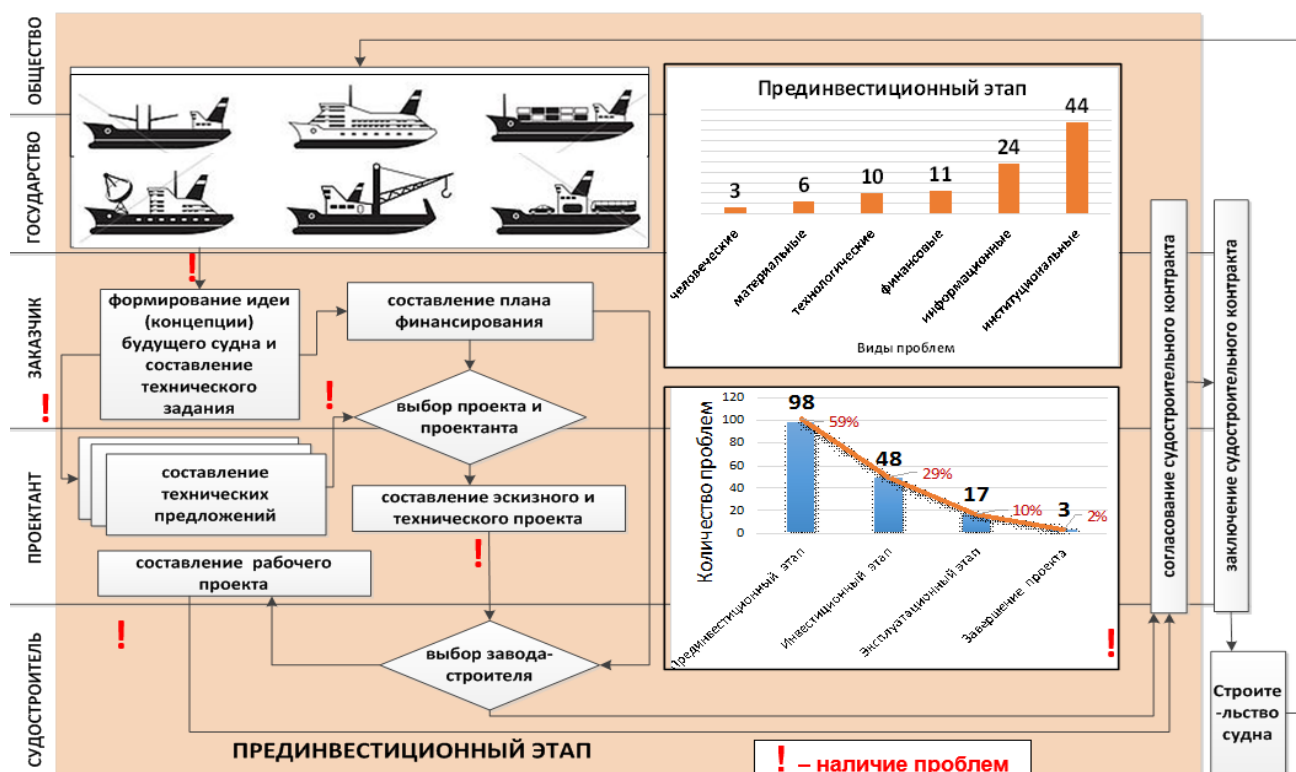 ОБЩЕСТВО
ГОСУДАРСТВО
ЗАКАЗЧИК
ПРОЕКТАНТ
СУДОСТРОИТЕЛЬ
!
формирование идеи
(концепции)
будущего судна и
составление
технического
задания
составление плана
финансирования
!
!
выбор проекта и
проектанта
составление
технических
предложений
составление эскизного и
технического проекта
!
составление рабочего
проекта
!
выбор завода-
строителя
ПРЕДИНВЕСТИЦИОННЫЙ ЭТАП
Прединвестиционный этап
3
6
10
11
24
44
человеческие
материальные
технологические
финансовые
информационные
институциональные
Виды проблем
Количество проблем
120
100
80
60
40
20
0
98
59%
48
29%
17
10%
3
2%
Прединвестиционный этап
Инвестиционный этап
Эксплуатационный этап
Завершение проекта
!
! – наличие проблем
согласование судостроительного контракта
заключение судостроительного контракта
Строите
-льство
судна